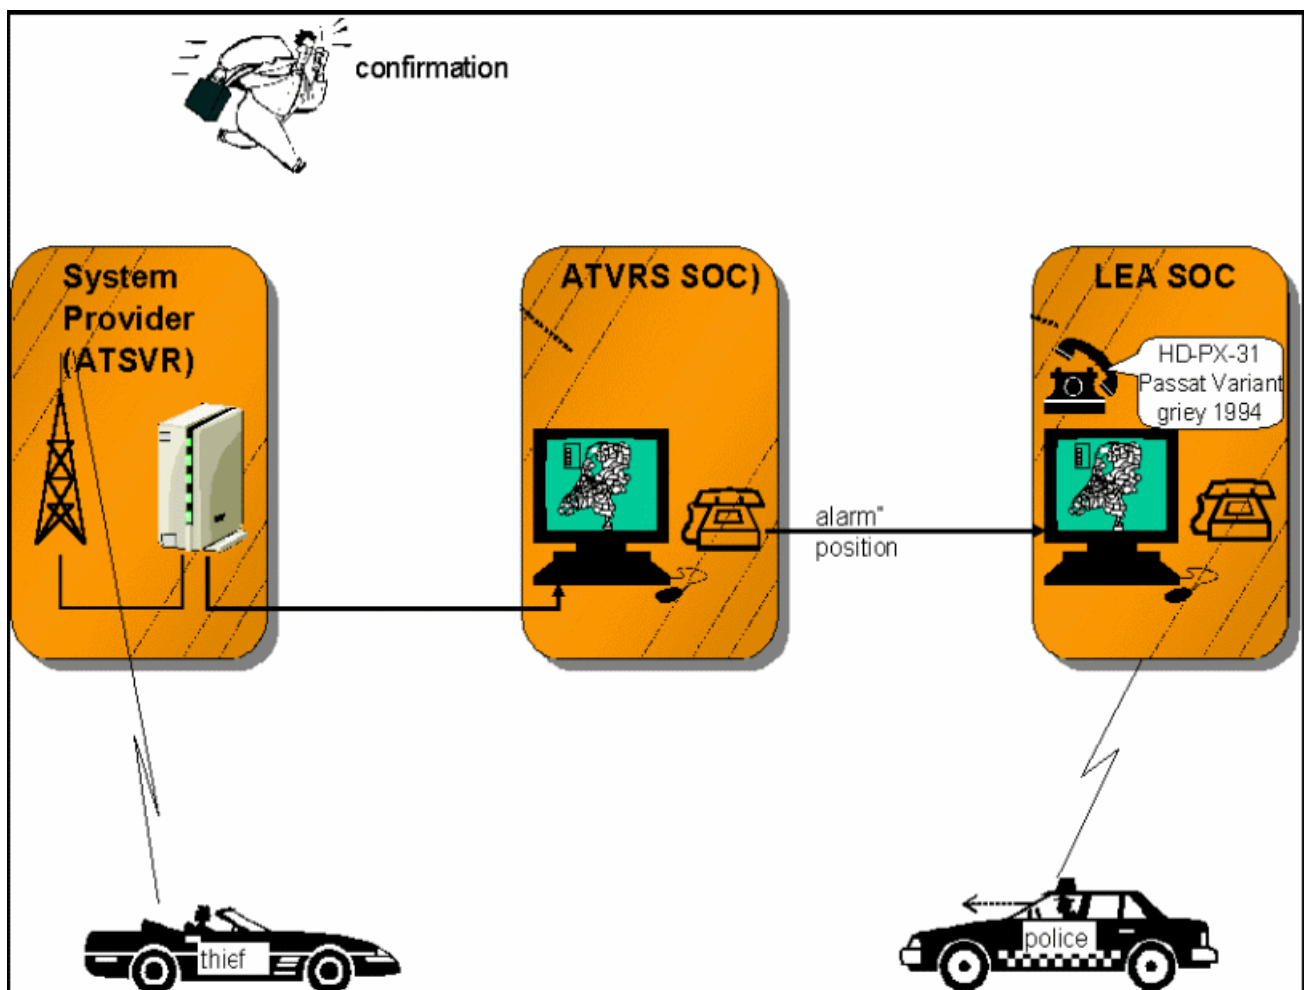 confirmation
System
Provider
(ATSVR)
ATVRS SOC)
LEA SOC
HD-PX-31
Passat Variant
griey 1994
alarm"
position
thief
police